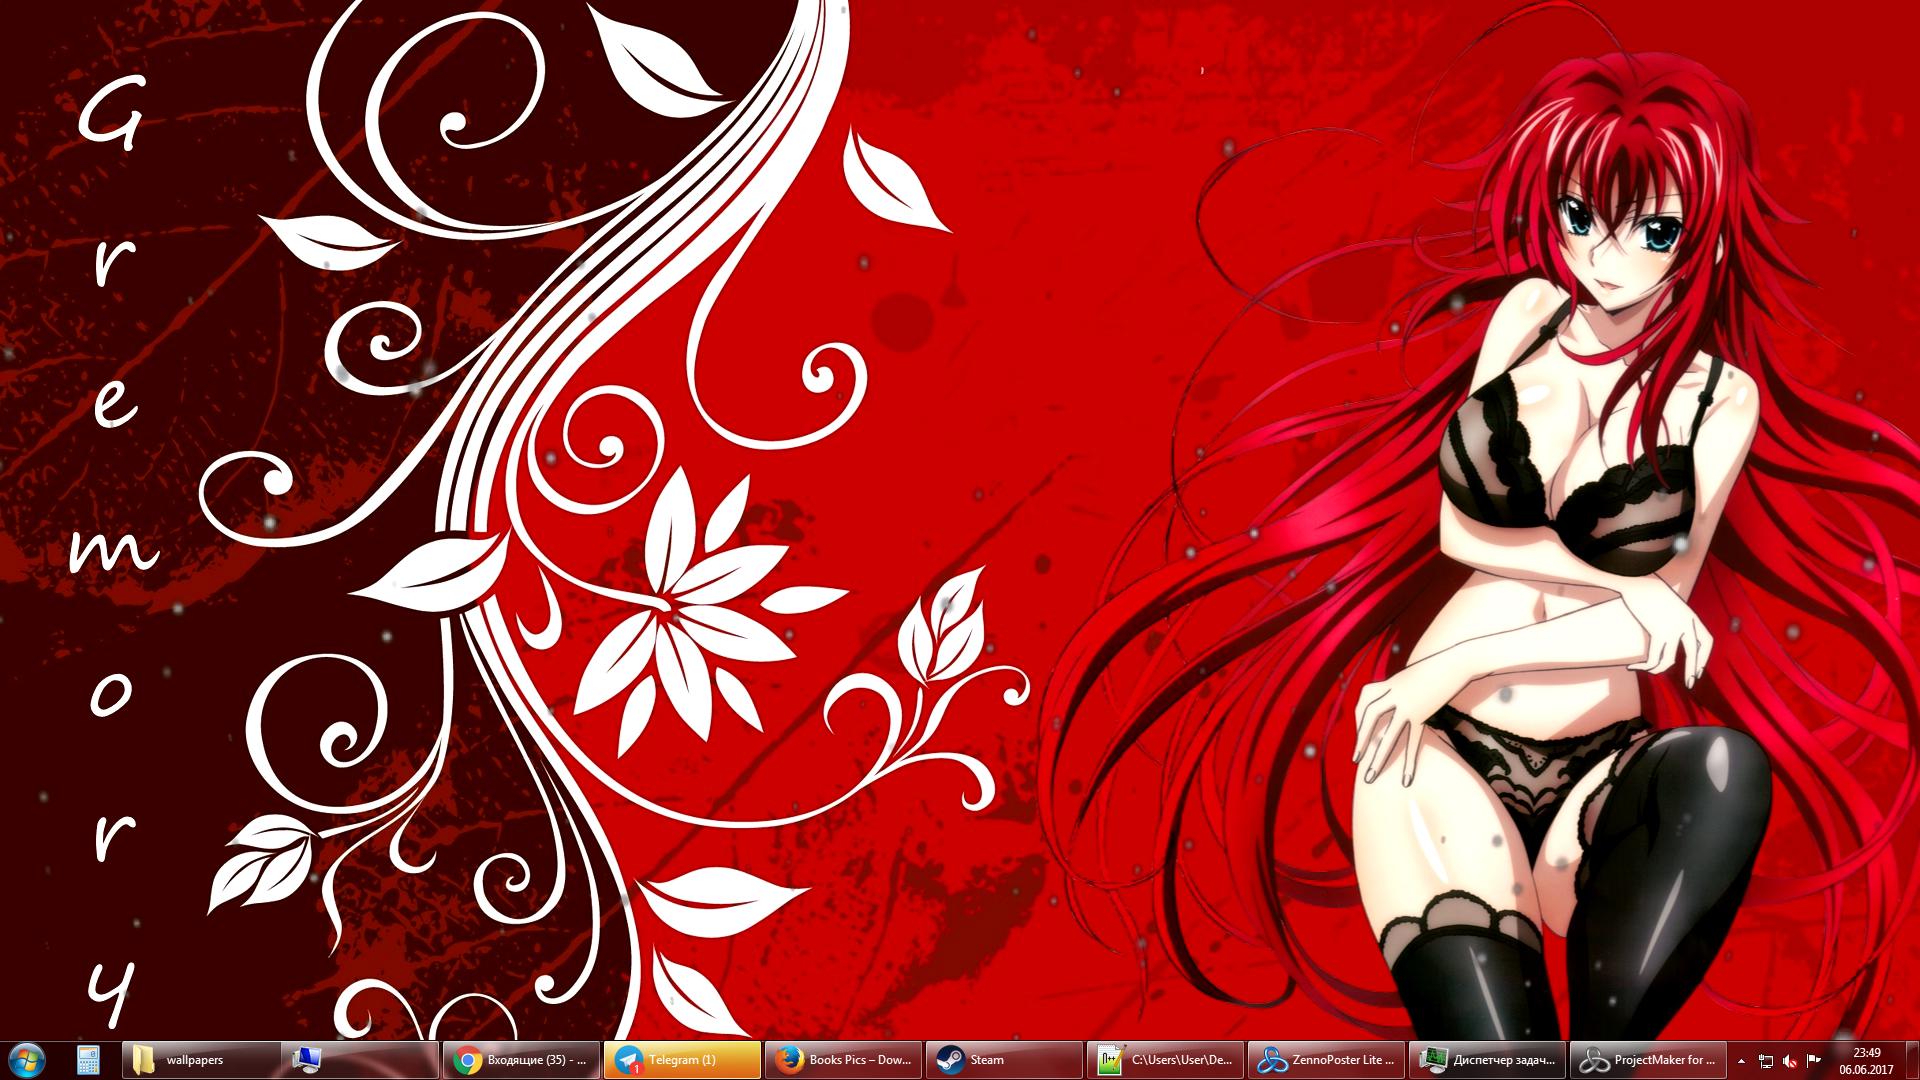 Gremory
wallpapers
Входящие (35) - ...
Telegram (1)
1
Books Pics – Dow...
Steam
C:\Users\User\De...
ZennoPoster Lite ...
Диспетчер задач...
ProjectMaker for ...
23:49
06.06.2017